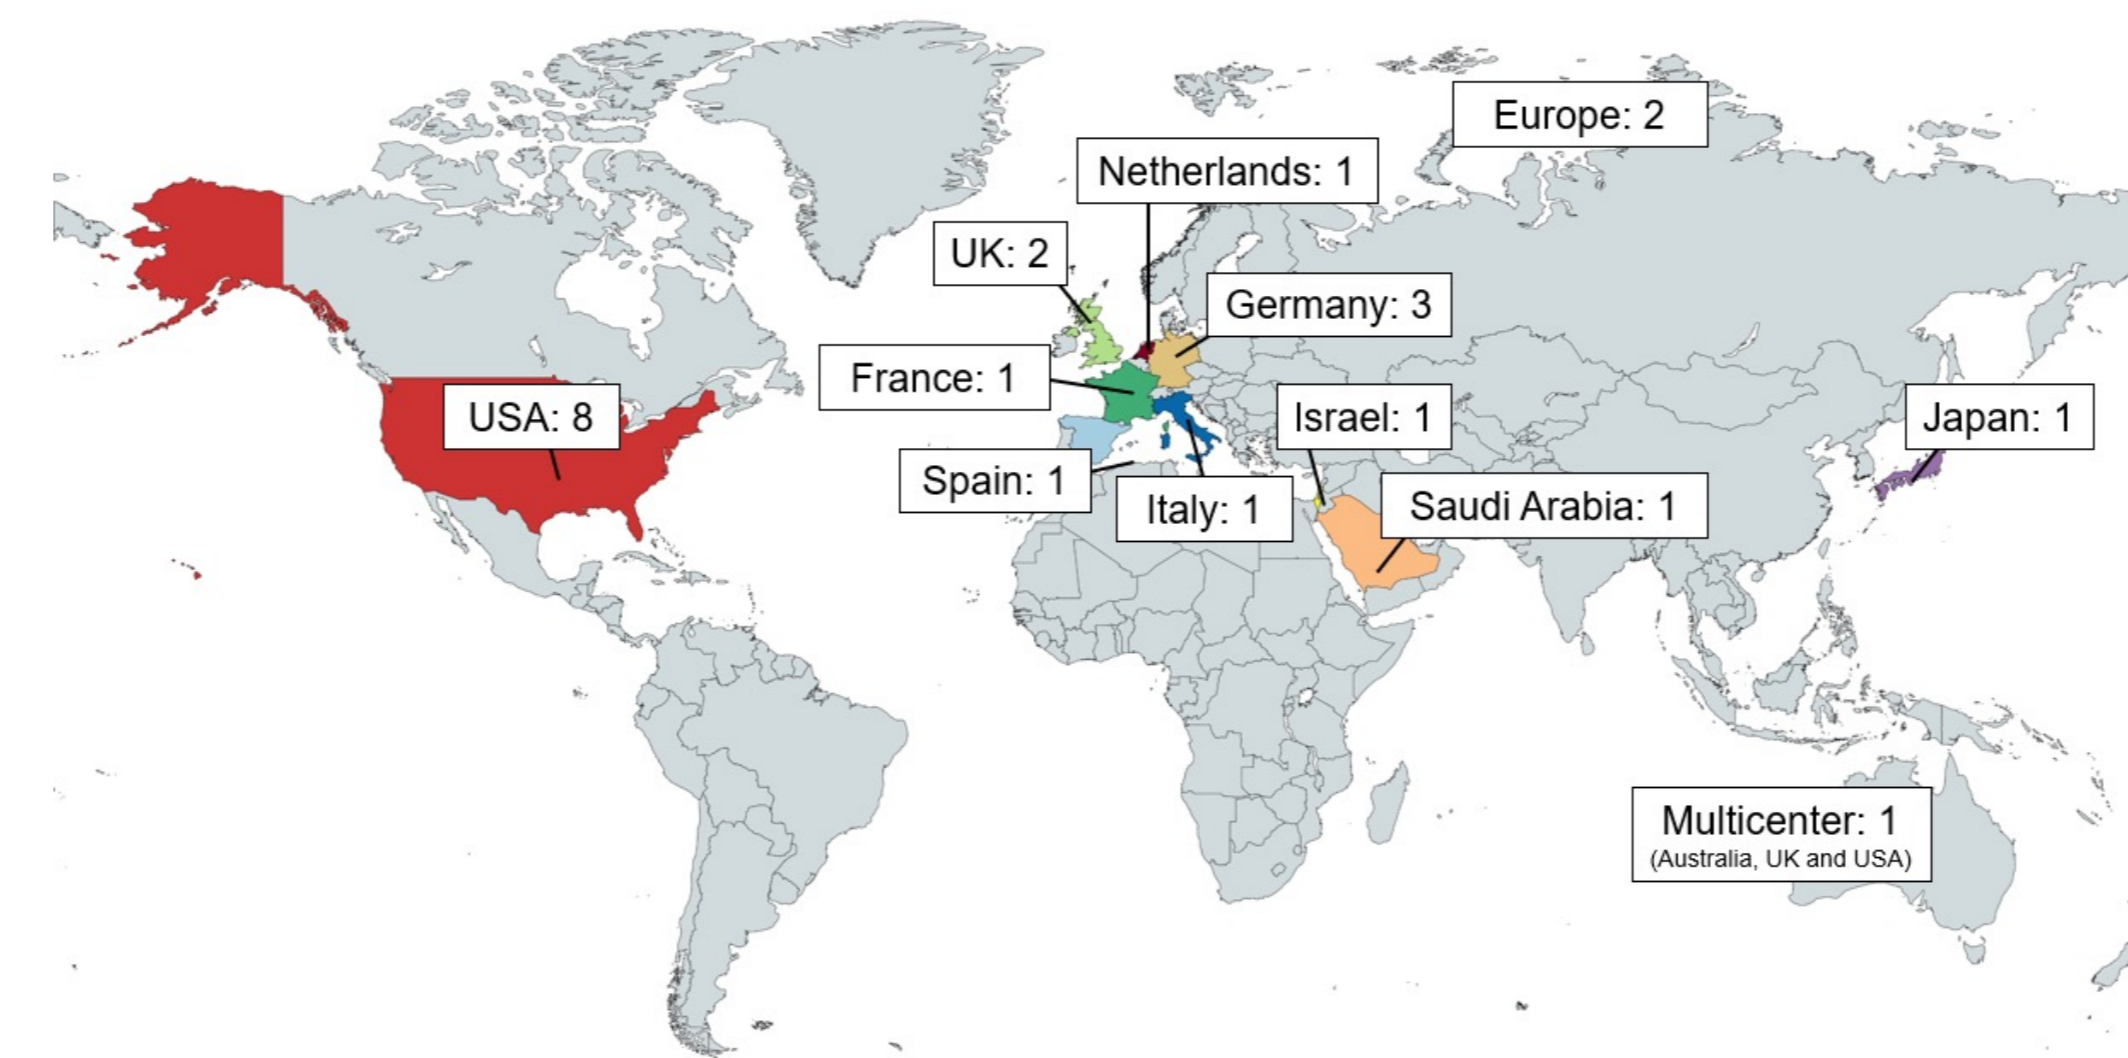 Europe: 2
Netherlands: 1
UK: 2
Germany: 3
France: 1
USA: 8
Israel: 1
Japan: 1
Spain: 1
Italy: 1
Saudi Arabia: 1
Multicenter: 1
(Australia, UK and USA)